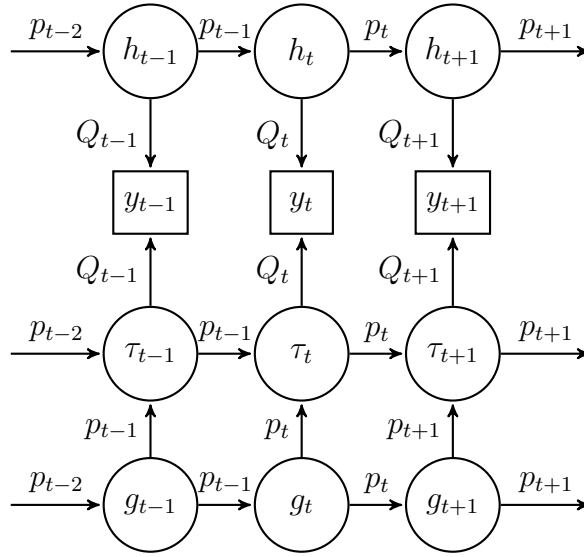 p_{t−2} p_{t−1} p_t p_{t+1}
h_{t−1} h_t h_{t+1}
Q_{t−1} Q_t Q_{t+1}
y_{t−1} y_t y_{t+1}
Q_{t−1} Q_t Q_{t+1}
p_{t−2} p_{t−1} p_t p_{t+1}
τ_{t−1} τ_t τ_{t+1}
p_{t−1} p_t p_{t+1}
p_{t−2} p_{t−1} p_t p_{t+1}
g_{t−1} g_t g_{t+1}